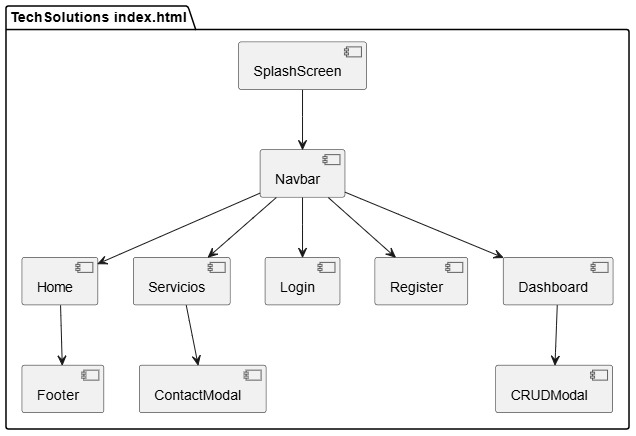 TechSolutions index.html
SplashScreen
Navbar
Home
Servicios
Login
Register
Dashboard
Footer
ContactModal
CRUDModal